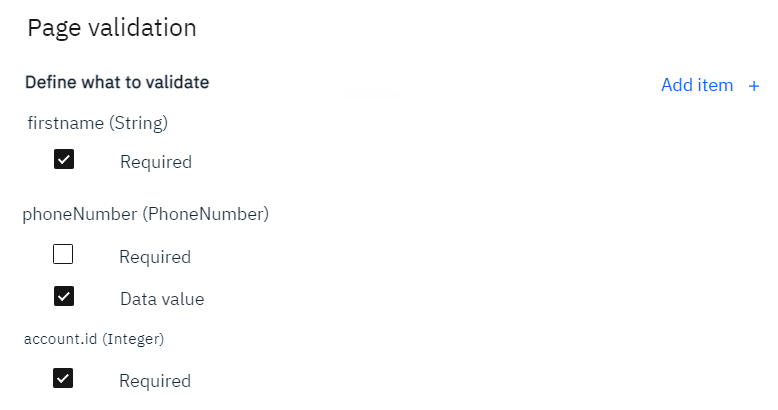 Page validation
Define what to validate
Add item +
firstname (String)
Required
phoneNumber (PhoneNumber)
Required
Data value
account.id (Integer)
Required